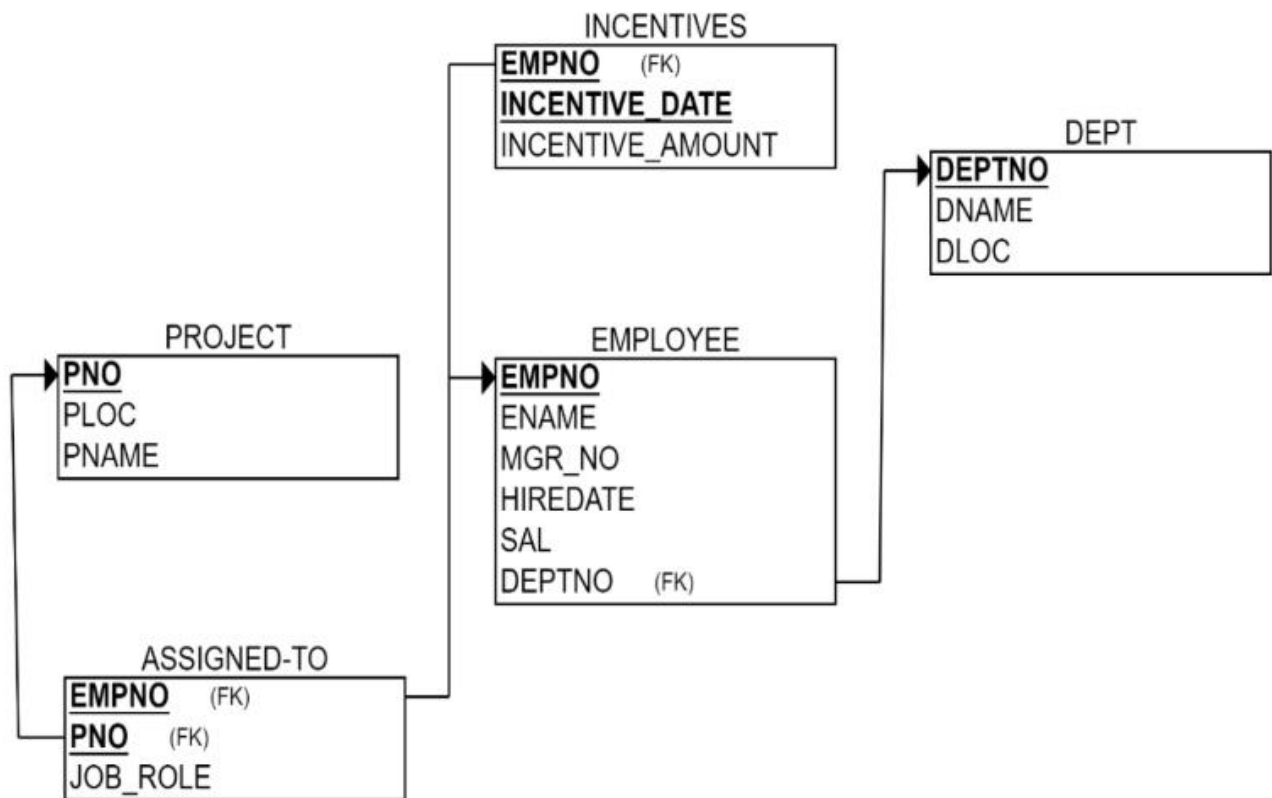 INCENTIVES
EMPNO (FK)
INCENTIVE_DATE
INCENTIVE_AMOUNT
DEPT
DEPTNO
DNAME
DLOC
PROJECT
PNO
PLOC
PNAME
EMPLOYEE
EMPNO
ENAME
MGR_NO
HIREDATE
SAL
DEPTNO (FK)
ASSIGNED-TO
EMPNO (FK)
PNO (FK)
JOB_ROLE